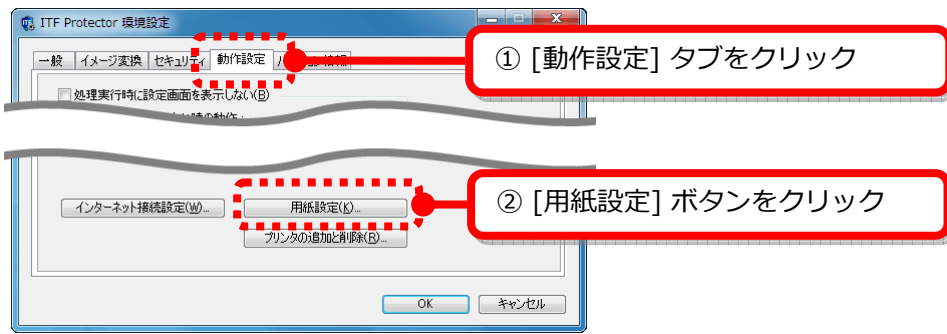 ITF Protector 環境設定
① [動作設定] タブをクリック
一般 イメージ変換 セキュリティ 動作設定
処理実行時に設定画面を表示しない(B)
② [用紙設定] ボタンをクリック
インターネット接続設定(W)... 用紙設定(K)...
プリンタの追加と削除(R)...
OK キャンセル